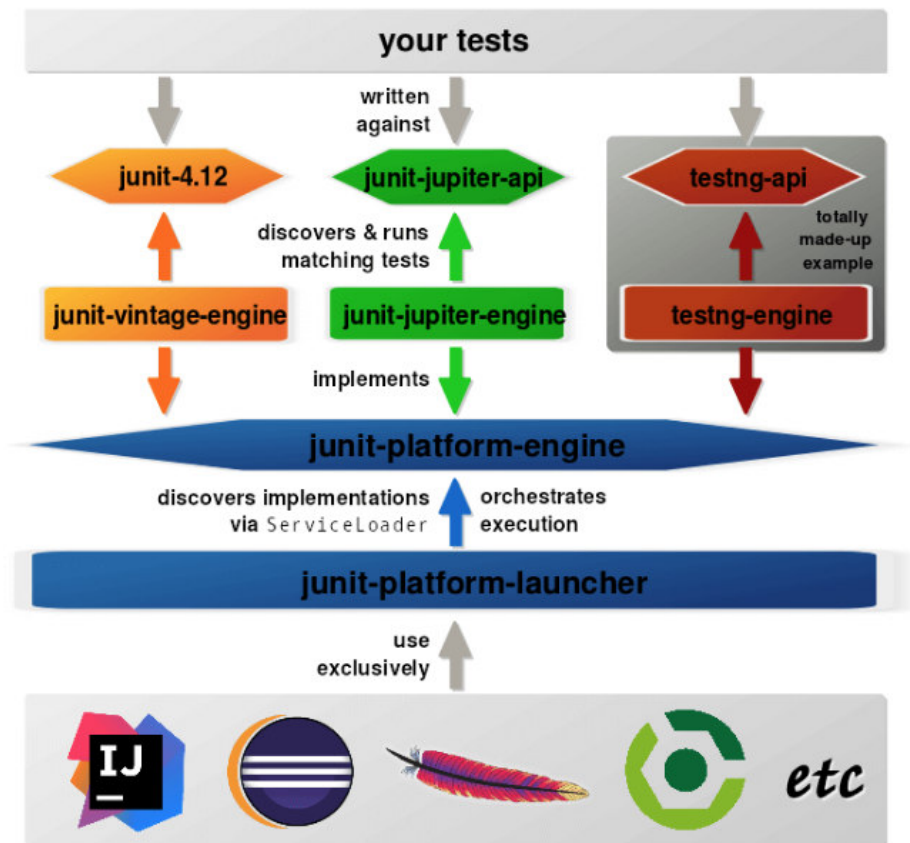 your tests
written
against
junit-4.12
junit-jupiter-api
testng-api
discovers & runs
matching tests
totally
made-up
example
junit-vintage-engine
junit-jupiter-engine
testng-engine
implements
junit-platform-engine
discovers implementations
via ServiceLoader
orchestrates
execution
junit-platform-launcher
use
exclusively
IJ
etc